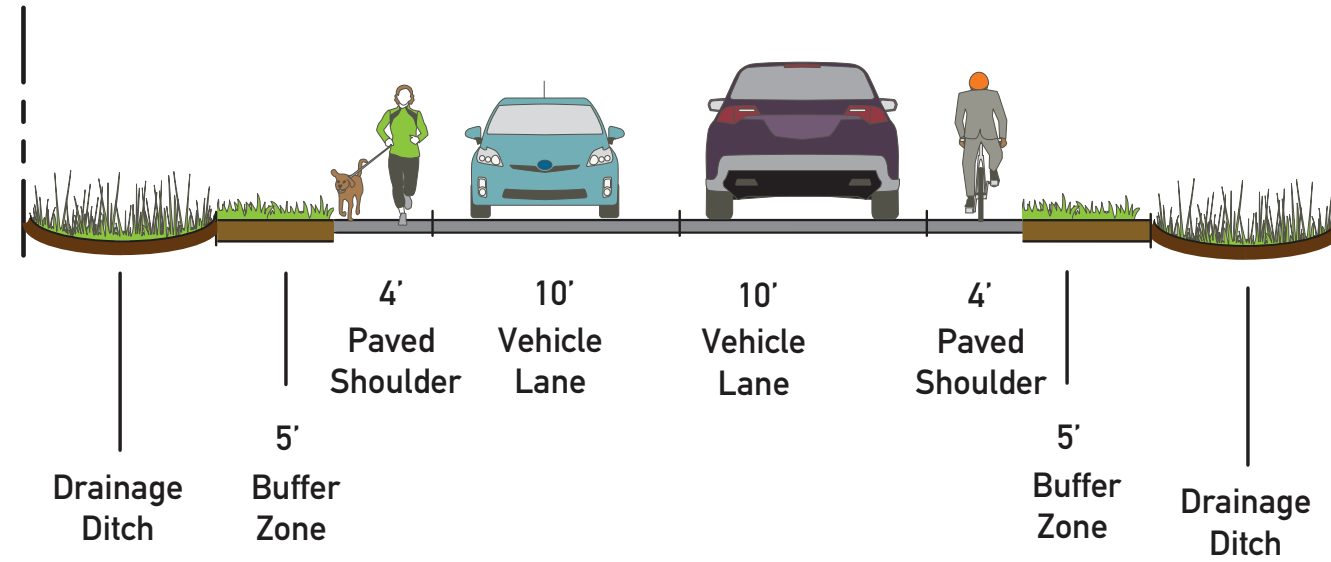 4’
Paved
Shoulder
10’
Vehicle
Lane
10’
Vehicle
Lane
4’
Paved
Shoulder
5’
Buffer
Zone
5’
Buffer
Zone
Drainage
Ditch
Drainage
Ditch